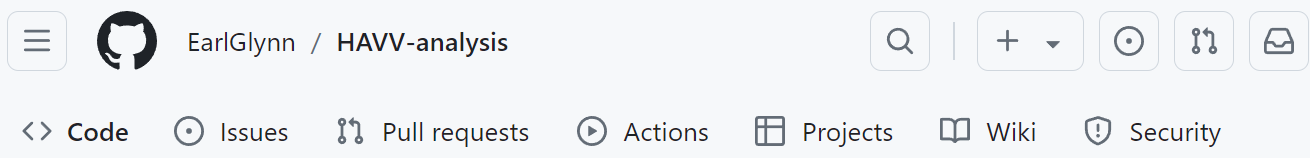 EarlGlynn / HAVV-analysis
Code Issues Pull requests Actions Projects Wiki Security